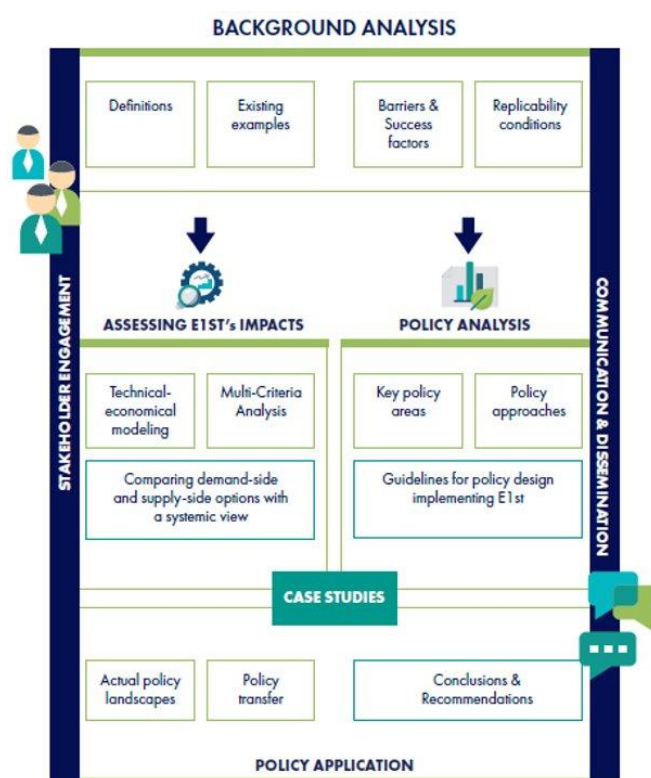 BACKGROUND ANALYSIS
Definitions
Existing
examples
Barriers &
Success
factors
Replicability
conditions
STAKEHOLDER ENGAGEMENT
COMMUNICATION & DISSEMINATION
ASSESSING E1ST's IMPACTS
POLICY ANALYSIS
Technical-
economical
modeling
Multi-Criteria
Analysis
Key policy
areas
Policy
approaches
Comparing demand-side
and supply-side options with
a systemic view
Guidelines for policy design
implementing E1st
CASE STUDIES
Actual policy
landscapes
Policy
transfer
Conclusions &
Recommendations
POLICY APPLICATION